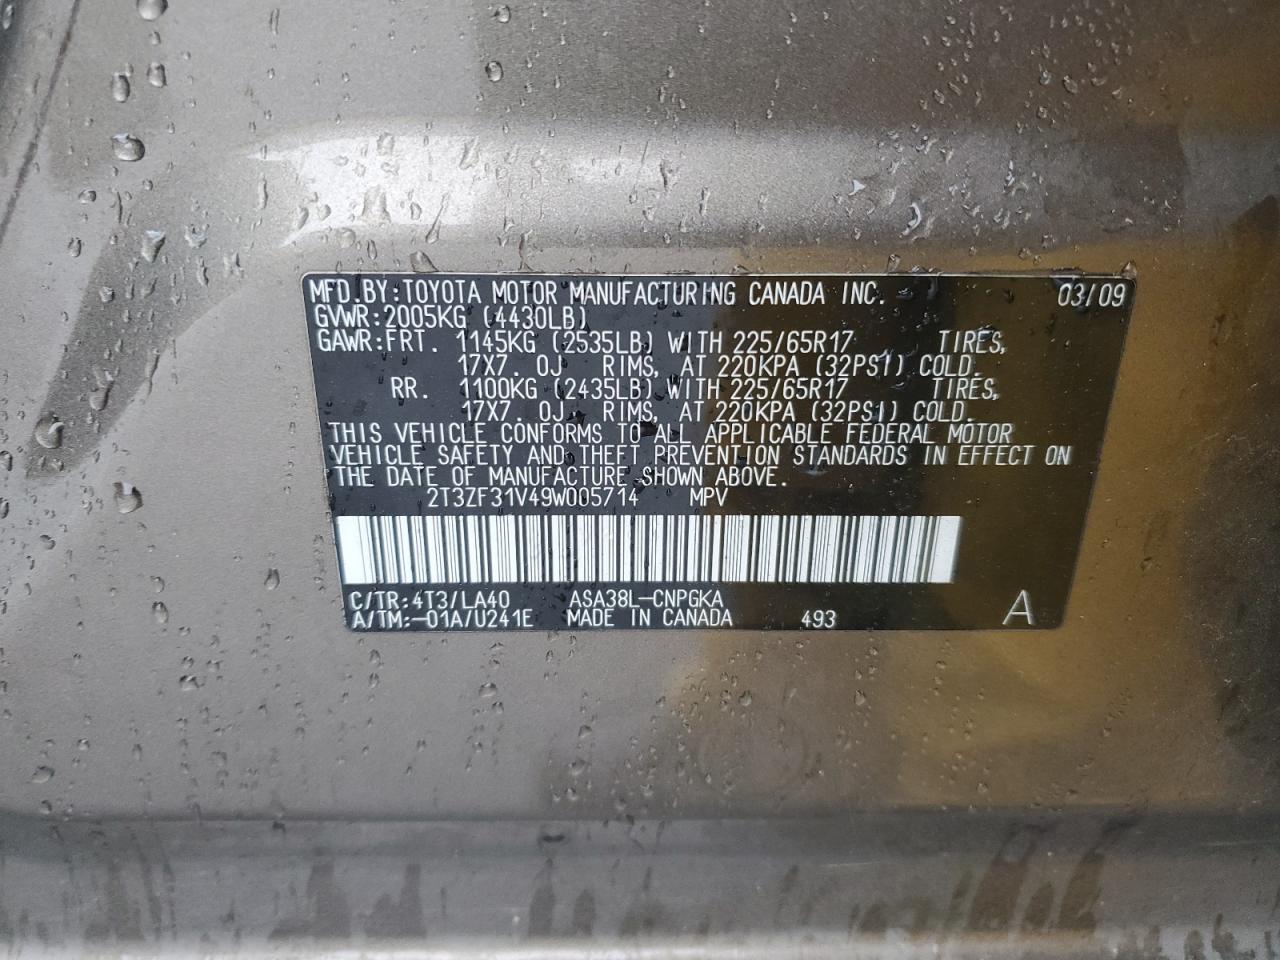 MFD.BY:TOYOTA MOTOR MANUFACTURING CANADA INC. 03/09
GVWR:2005KG (4430LB)
GAWR:FRT. 1145KG (2535LB) WITH 225/65R17 TIRES,
17X7. 0J RIMS, AT 220KPA (32PSI) COLD.
RR. 1100KG (2435LB) WITH 225/65R17 TIRES,
17X7. 0J RIMS, AT 220KPA (32PSI) COLD.
THIS VEHICLE CONFORMS TO ALL APPLICABLE FEDERAL MOTOR
VEHICLE SAFETY AND THEFT PREVENTION STANDARDS IN EFFECT ON
THE DATE OF MANUFACTURE SHOWN ABOVE.
2T3ZF31V49W005714 MPV
C/TR:4T3/LA40 ASA38L-CNPGKA
A/TM:-01A/U241E MADE IN CANADA 493 A